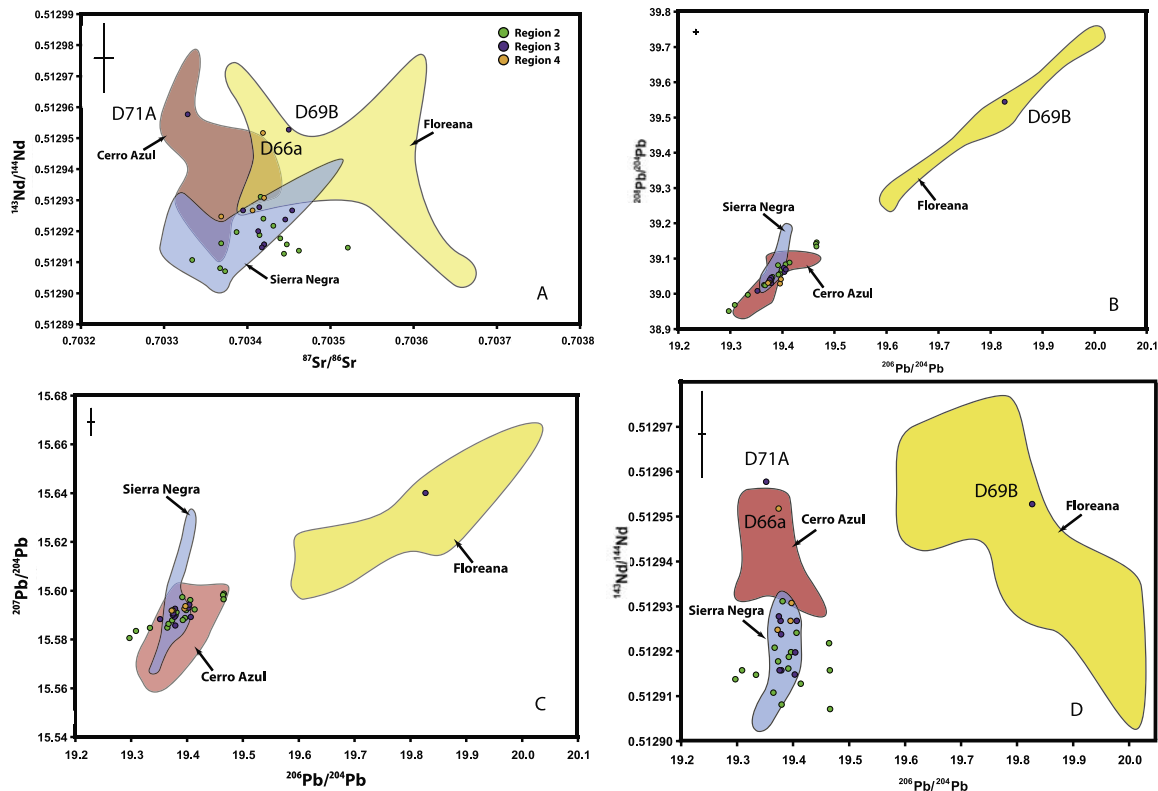 0.51299
0.51298
0.51297
0.51296
0.51295
0.51294
0.51293
0.51292
0.51291
0.51290
0.51289
¹⁴³Nd/¹⁴⁴Nd
Region 2
Region 3
Region 4
D71A
D69B
D66a
Cerro Azul
Floreana
Sierra Negra
A
0.7032 0.7033 0.7034 0.7035 0.7036 0.7037 0.7038
⁸⁷Sr/⁸⁶Sr
39.8
39.7
39.6
39.5
39.4
39.3
39.2
39.1
39.0
38.9
²⁰⁸Pb/²⁰⁴Pb
D69B
Floreana
Sierra Negra
Cerro Azul
B
19.2 19.3 19.4 19.5 19.6 19.7 19.8 19.9 20.0 20.1
²⁰⁶Pb/²⁰⁴Pb
15.68
15.66
15.64
15.62
15.60
15.58
15.56
15.54
²⁰⁷Pb/²⁰⁴Pb
Sierra Negra
Floreana
Cerro Azul
C
19.2 19.3 19.4 19.5 19.6 19.7 19.8 19.9 20.0 20.1
²⁰⁶Pb/²⁰⁴Pb
0.51297
0.51296
0.51295
0.51294
0.51293
0.51292
0.51291
0.51290
¹⁴³Nd/¹⁴⁴Nd
D71A
D69B
D66a
Floreana
Cerro Azul
Sierra Negra
D
19.2 19.3 19.4 19.5 19.6 19.7 19.8 19.9 20.0
²⁰⁶Pb/²⁰⁴Pb